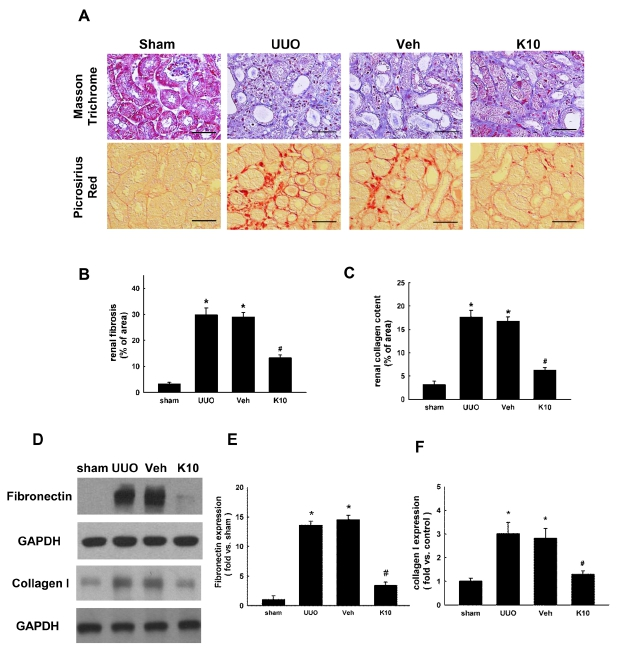 A
Sham UUO Veh K10
Masson
Trichrome
Picrosirius
Red
B
renal fibrosis
(% of area)
40
30
20
10
0
sham UUO Veh K10
* * #
C
renal collagen cotent
(% of area)
25
20
15
10
5
0
sham UUO Veh K10
* * #
D
sham UUO Veh K10
Fibronectin
GAPDH
Collagen I
GAPDH
E
Fibronectin expression
( fold vs. sham )
20
15
10
5
0
sham UUO Veh K10
* * #
F
collagen I expression
( fold vs. control )
5
4
3
2
1
0
sham UUO Veh K10
* * #